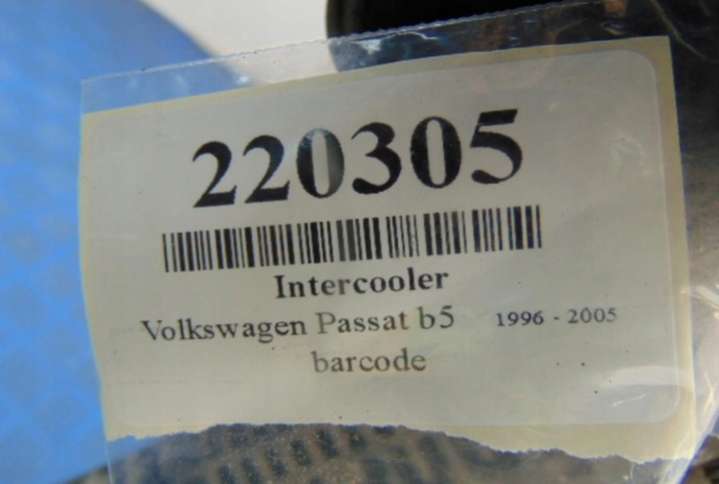 220305
Intercooler
Volkswagen Passat b5 1996 - 2005
barcode